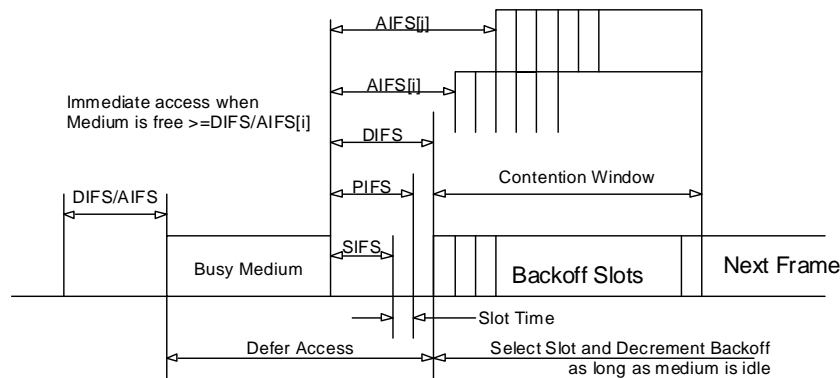 AIFS[j]
AIFS[i]
Immediate access when
Medium is free >=DIFS/AIFS[i]
DIFS
PIFS
Contention Window
DIFS/AIFS
SIFS
Busy Medium
Backoff Slots
Next Frame
Slot Time
Defer Access
Select Slot and Decrement Backoff
as long as medium is idle